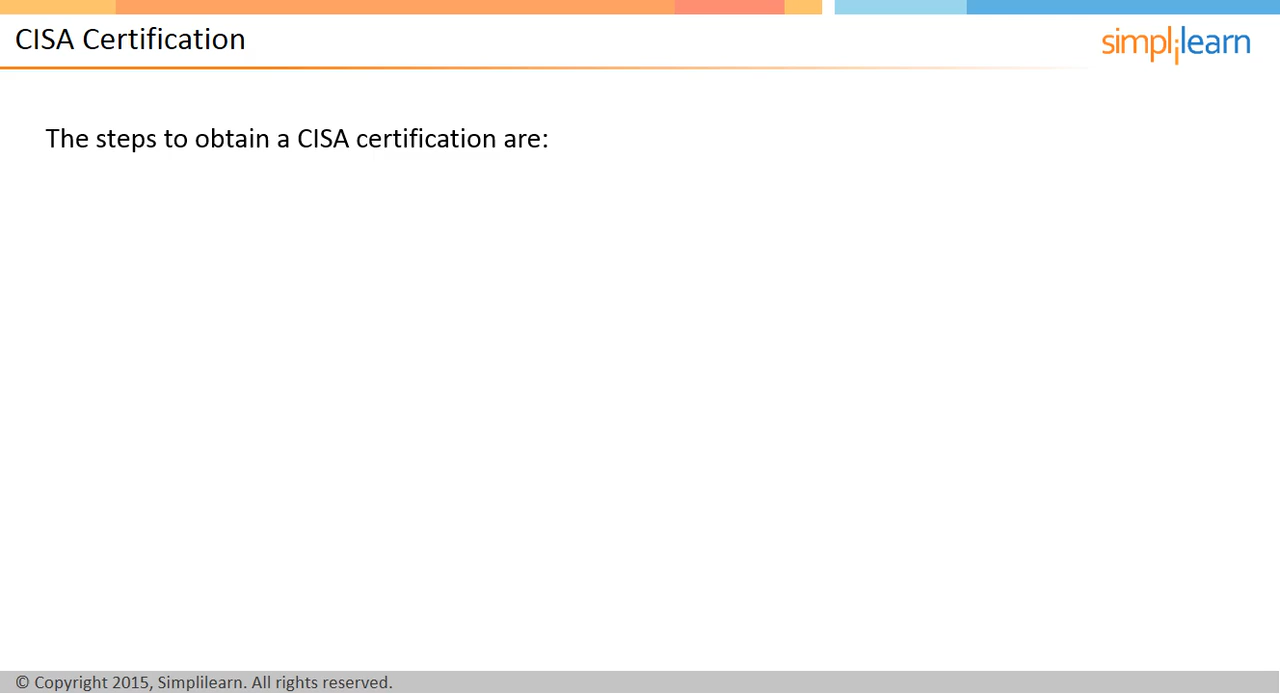 CISA Certification
simplilearn
The steps to obtain a CISA certification are:
© Copyright 2015, Simplilearn. All rights reserved.